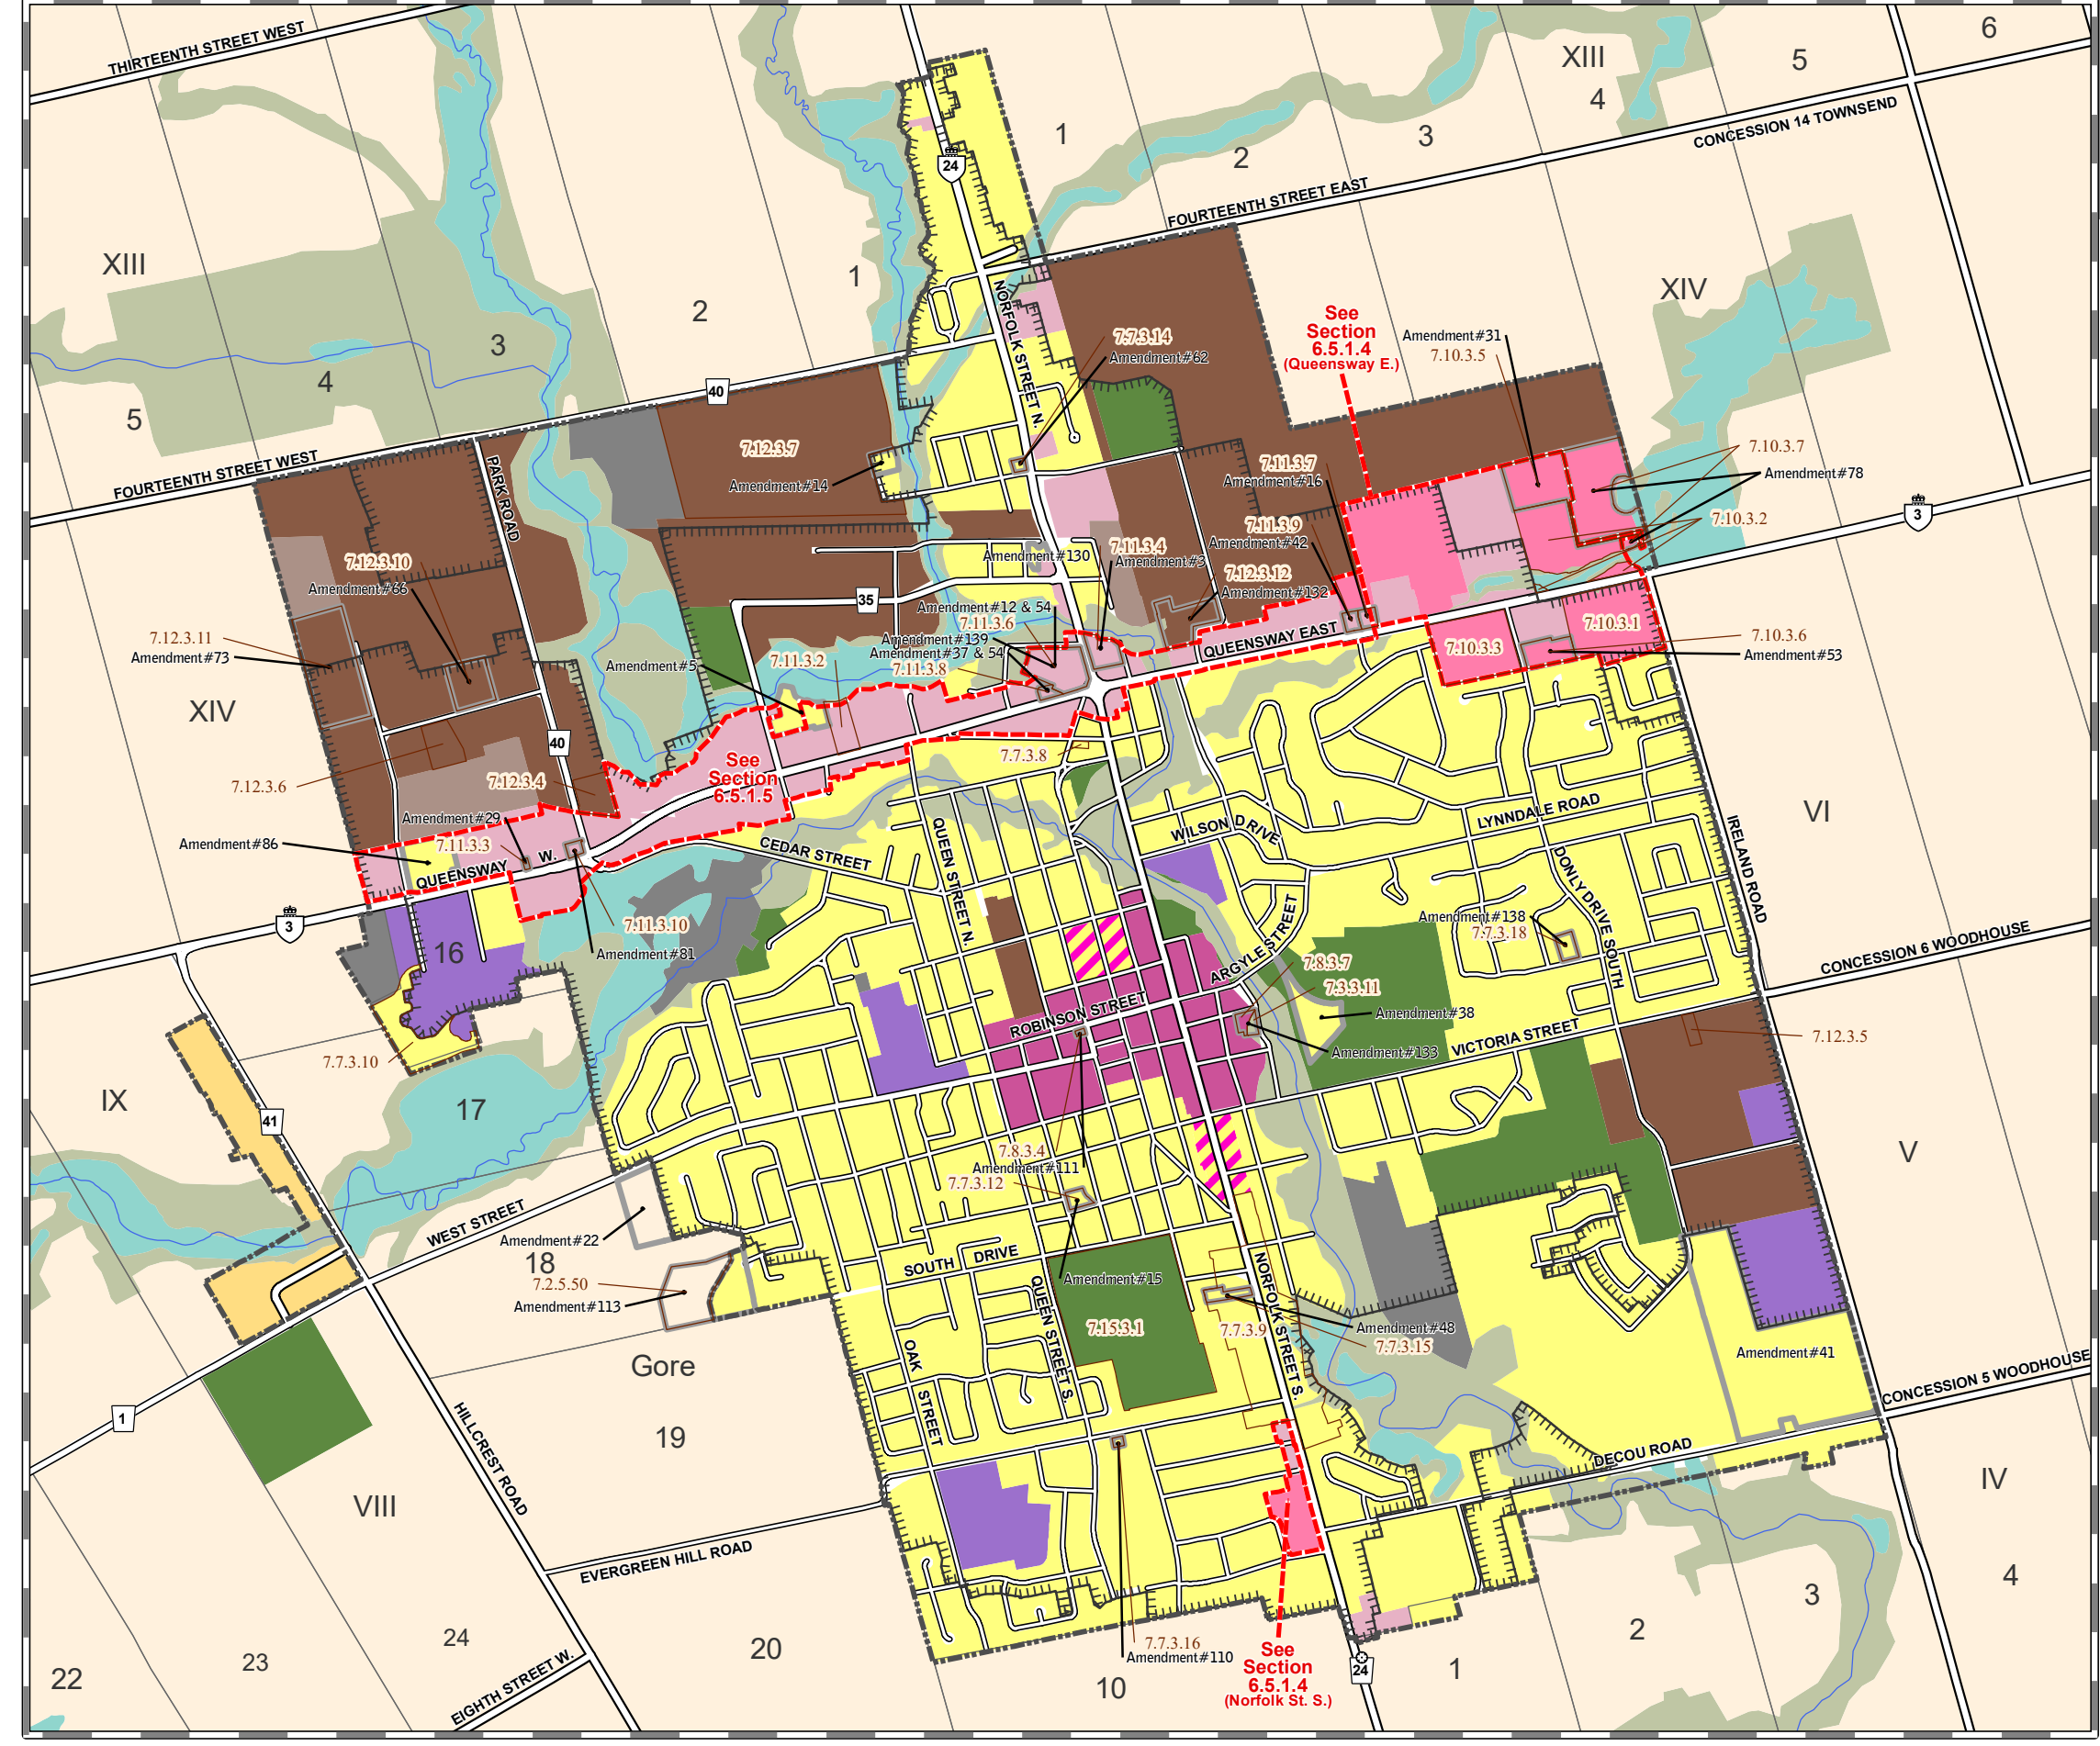 THIRTEENTH STREET WEST
6
XIII
5
4
CONCESSION 14 TOWNSEND
1
2
3
24
FOURTEENTH STREET EAST
XIII
1
2
3
4
5
XIV
NORFOLK STREET N.
See
Section
6.5.1.4
(Queensway E.)
Amendment#31
7.10.3.5
7.7.3.14
Amendment#62
40
7.12.3.7
Amendment#14
FOURTEENTH STREET WEST
PARK ROAD
7.11.3.7
Amendment#16
7.10.3.7
Amendment#78
7.10.3.2
3
7.11.3.9
Amendment#42
Amendment#130
7.11.3.4
Amendment#3
7.12.3.12
Amendment#132
7.12.3.10
Amendment#66
35
Amendment#12 & 54
7.11.3.6
Amendment#139
Amendment#37 & 54
7.11.3.8
7.12.3.11
Amendment#73
Amendment#5
7.11.3.2
QUEENSWAY EAST
7.10.3.3
7.10.3.1
7.10.3.6
Amendment#53
XIV
40
7.7.3.8
7.12.3.6
7.12.3.4
See
Section
6.5.1.5
Amendment#29
Amendment#86
7.11.3.3
QUEENSWAY W.
CEDAR STREET
QUEEN STREET N.
WILSON DRIVE
LYNNDALE ROAD
IRELAND ROAD
VI
DONLY DRIVE SOUTH
3
7.11.3.10
Amendment#81
16
Amendment#138
7.7.3.18
CONCESSION 6 WOODHOUSE
ARGYLE STREET
ROBINSON STREET
7.8.3.7
7.3.3.11
Amendment#38
Amendment#133
VICTORIA STREET
7.12.3.5
7.7.3.10
IX
17
41
V
7.8.3.4
Amendment#111
7.7.3.12
WEST STREET
Amendment#22
18
7.2.5.50
Amendment#113
SOUTH DRIVE
Amendment#15
QUEEN STREET S.
NORFOLK STREET S.
7.15.3.1
7.7.3.9
Amendment#48
7.7.3.15
Amendment#41
Gore
OAK STREET
CONCESSION 5 WOODHOUSE
1
HILLCREST ROAD
19
DECOU ROAD
IV
VIII
EVERGREEN HILL ROAD
4
3
2
24
23
22
20
7.7.3.16
Amendment#110
See
Section
6.5.1.4
(Norfolk St. S.)
24
1
10
EIGHTH STREET W.